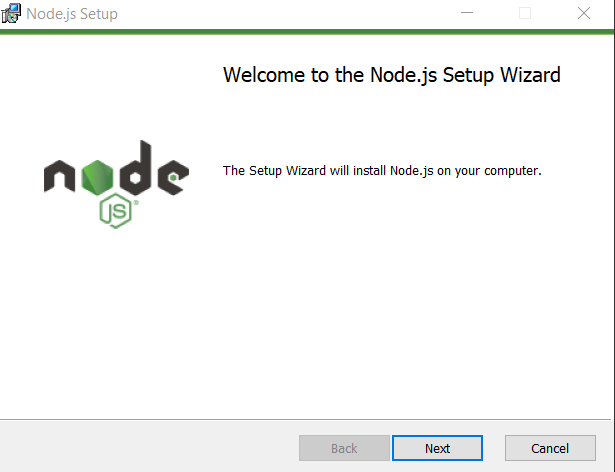 Node.js Setup
Welcome to the Node.js Setup Wizard
The Setup Wizard will install Node.js on your computer.
node
JS
Back
Next
Cancel